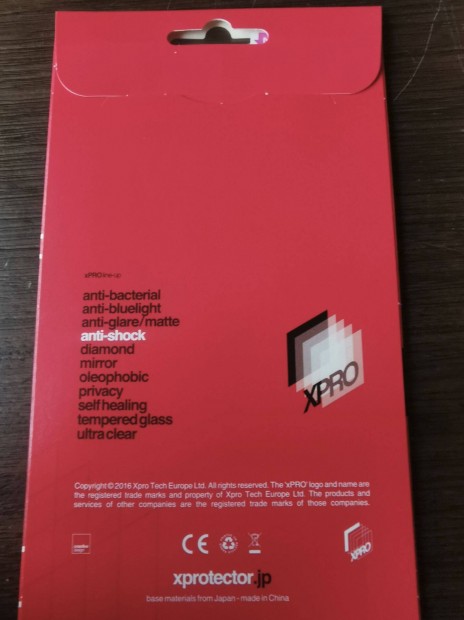 xPRO line-up
anti-bacterial
anti-bluelight
anti-glare/matte
anti-shock
diamond
mirror
oleophobic
privacy
selfhealing
tempered glass
ultra clear
XPRO
Copyright © 2016 Xpro Tech Europe Ltd. All rights reserved. The 'xPRO' logo and name are
the registered trade marks and property of Xpro Tech Europe Ltd. The products and
services of other companies are the registered trade marks of those companies.
CE
XPRO
xprotector.jp
base materials from Japan - made in China